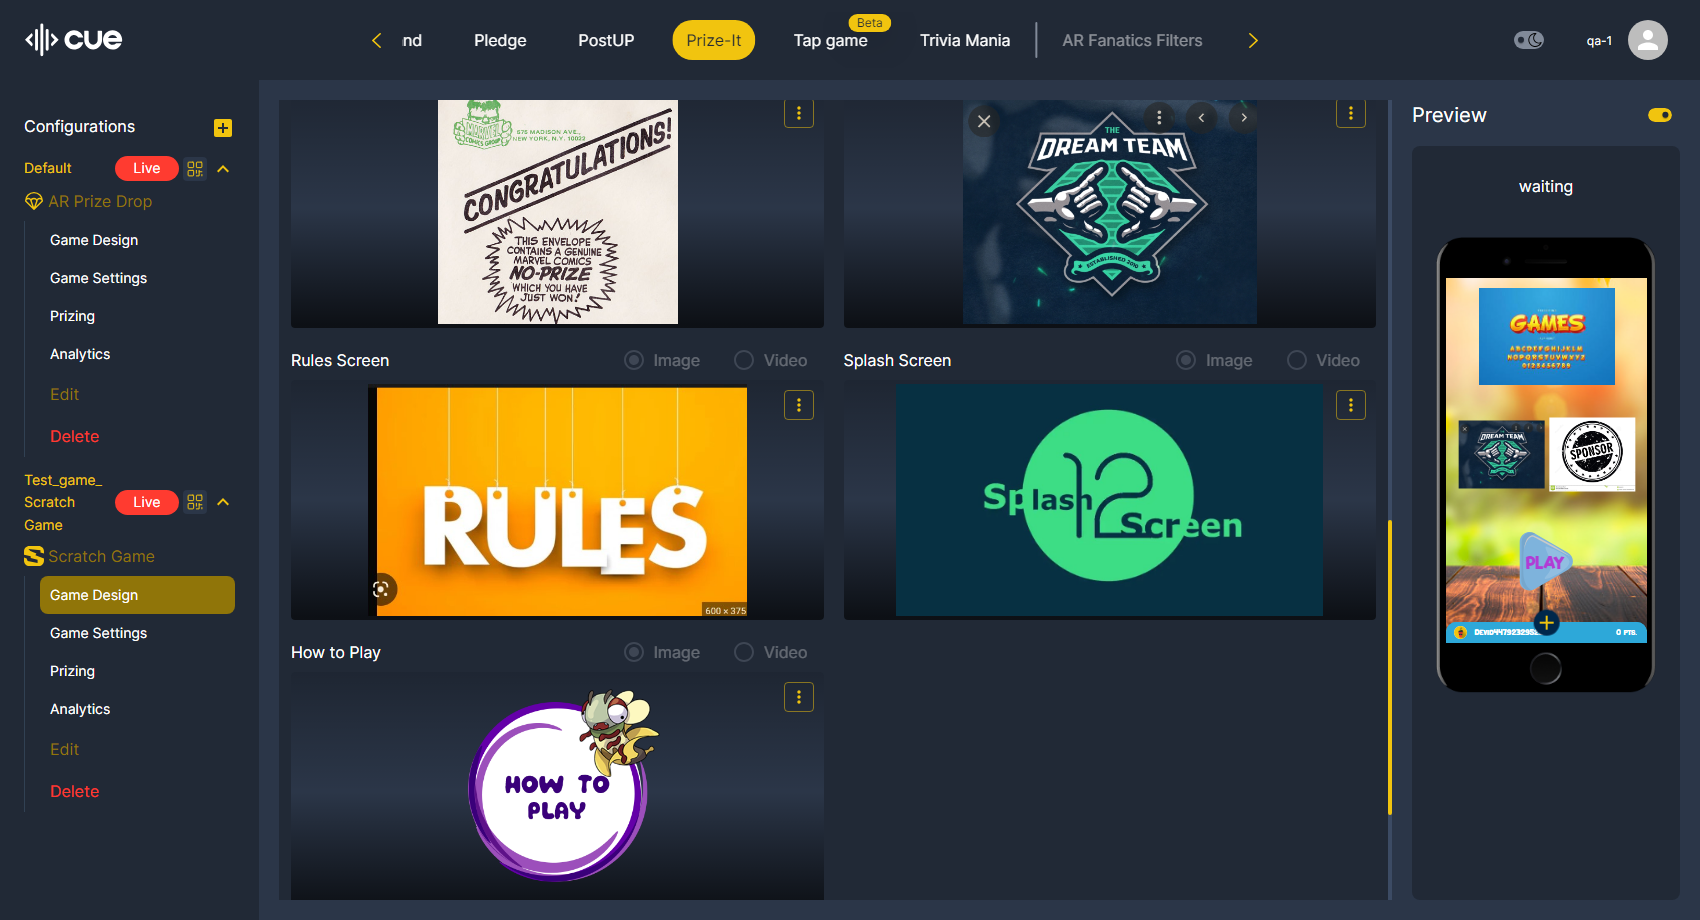 cue
nd
Pledge
PostUP
Prize-It
Beta
Tap game
Trivia Mania
AR Fanatics Filters
qa-1
Configurations
Default
Live
AR Prize Drop
Game Design
Game Settings
Prizing
Analytics
Edit
Delete
Test_game_
Scratch
Game
Live
Scratch Game
Game Design
Game Settings
Prizing
Analytics
Edit
Delete
MARVEL
COMICS GROUP
575 MADISON AVE.,
NEW YORK, N.Y. 10022
CONGRATULATIONS!
THIS ENVELOPE
CONTAINS A GENUINE
MARVEL COMICS
NO-PRIZE
WHICH YOU HAVE
JUST WON!
THE
DREAM TEAM
ESTABLISHED 2010
Rules Screen
Image
Video
Splash Screen
Image
Video
RULES
600 × 375
Splash
12
Screen
How to Play
Image
Video
HOW TO
PLAY
Preview
waiting
GAMES
ABCDEFGHIJKLM
NOPQRSTUVWXYZ
0123456789
DREAM TEAM
SPONSOR
PLAY
0 PTS.